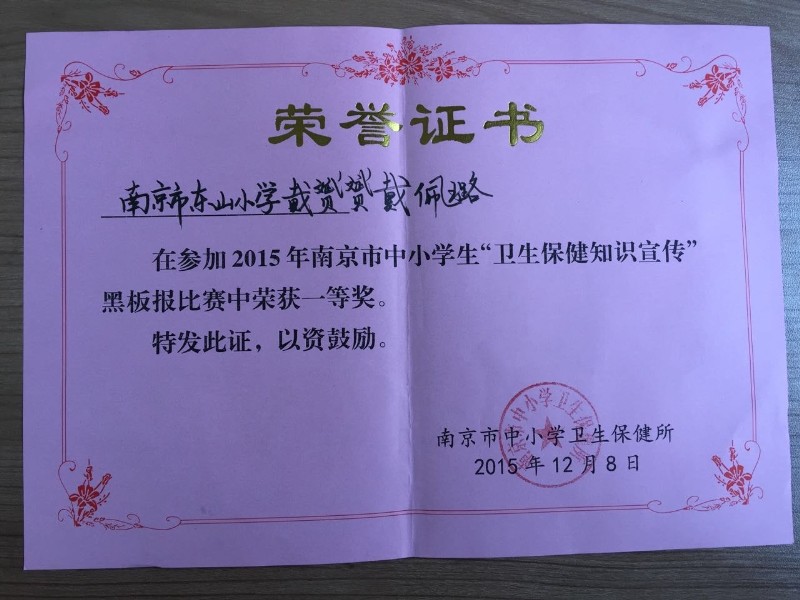 荣誉证书
南京市东山小学戴赟赟戴佩璐
在参加2015年南京市中小学生“卫生保健知识宣传”
黑板报比赛中荣获一等奖。
特发此证，以资鼓励。
南京市中小学卫生保健所
2015年12月8日